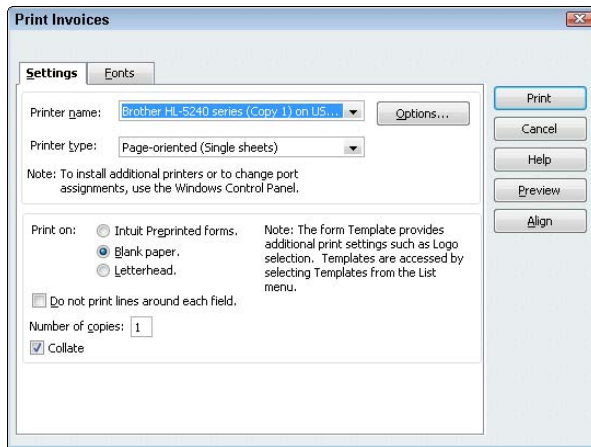 Print Invoices
Settings
Fonts
Printer name:
Brother HL-5240 series (Copy 1) on US...
Options...
Printer type:
Page-oriented (Single sheets)
Note: To install additional printers or to change port
assignments, use the Windows Control Panel.
Print on:
Intuit Preprinted forms.
Blank paper.
Letterhead.
Note: The form Template provides
additional print settings such as Logo
selection. Templates are accessed by
selecting Templates from the List
menu.
Do not print lines around each field.
Number of copies: 1
Collate
Print
Cancel
Help
Preview
Align